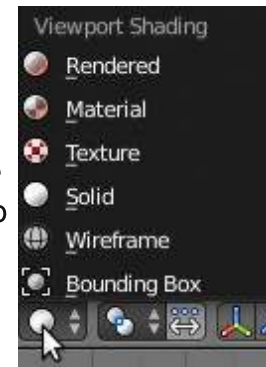 Viewport Shading
Rendered
Material
Texture
Solid
Wireframe
Bounding Box